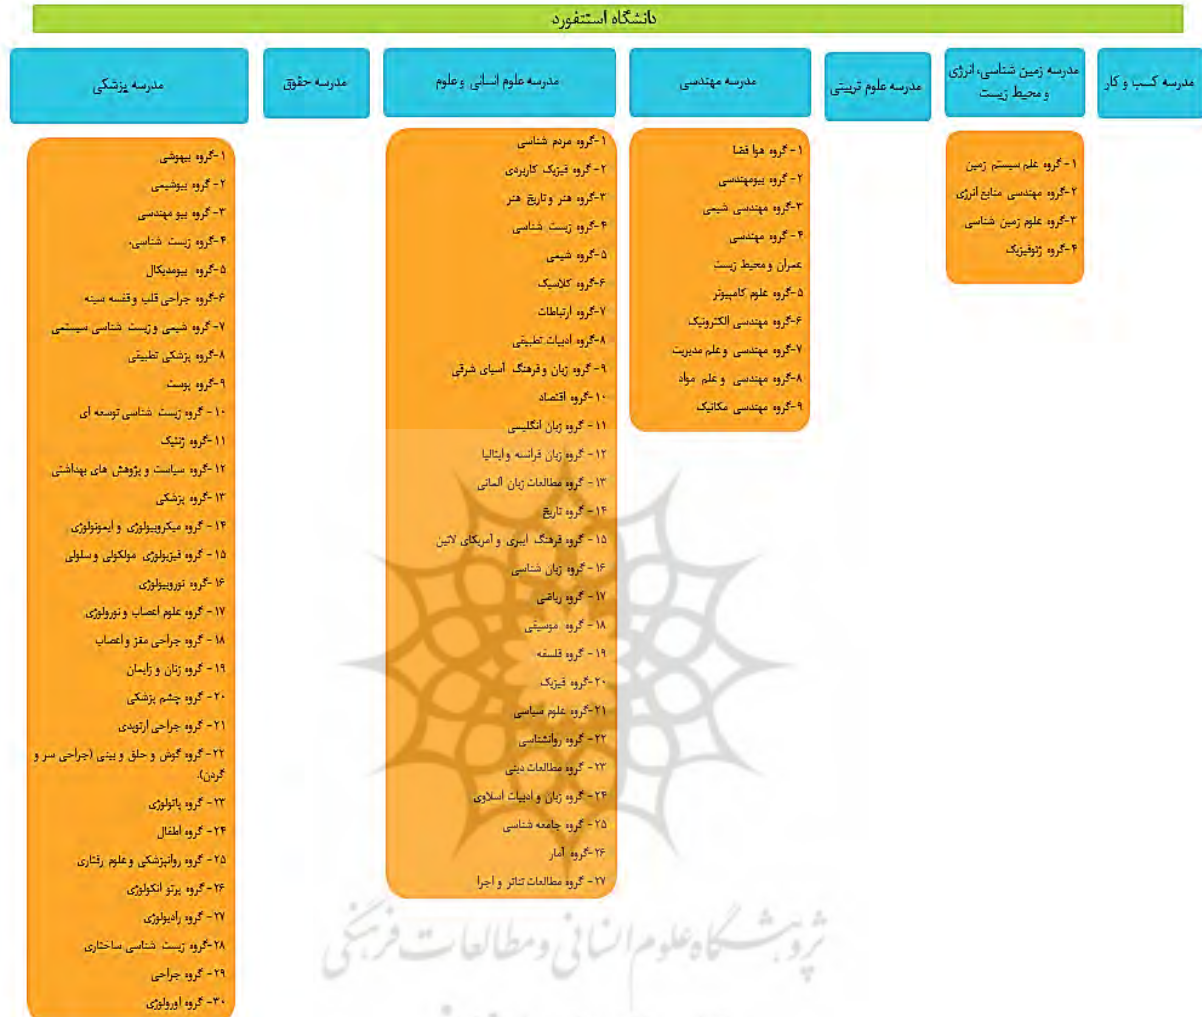 دانشگاه استنفورد
مدرسه کسب و کار
مدرسه زمین شناسی، انرژی
و محیط زیست
۱- گروه علم سیستم زمین
۲-گروه مهندسی منابع انرژی
۳-گروه علوم زمین شناسی
۴-گروه ژئوفیزیک
مدرسه علوم تربیتی
مدرسه مهندسی
۱- گروه هوا فضا
۲- گروه بیومهندسی
۳-گروه مهندسی شیمی
۴- گروه مهندسی
عمران و محیط زیست
۵-گروه علوم کامپیوتر
۶-گروه مهندسی الکترونیک
۷-گروه مهندسی وعلم مدیریت
۸-گروه مهندسی وعلم مواد
۹-گروه مهندسی مکانیک
مدرسه علوم انسانی وعلوم
۱-گروه مردم شناسی
۲- گروه فیزیک کاربردی
۳-گروه هنر وتاریخ هنر
۴-گروه زیست شناسی
۵-گروه شیمی
۶-گروه کلاسیک
۷-گروه ارتباطات
۸-گروه ادبیات تطبیقی
۹- گروه زبان وفرهنگ آسیای شرقی
۱۰-گروه اقتصاد
۱۱- گروه زبان انگلیسی
۱۲- گروه زبان فرانسه وایتالیا
۱۳- گروه مطالعات زبان آلمانی
۱۴- گروه تاریخ
۱۵- گروه فرهنگ ایبری و آمریکای لاتین
۱۶- گروه زبان شناسی
۱۷- گروه ریاضی
۱۸- گروه موسیقی
۱۹- گروه فلسفه
۲۰-گروه فیزیک
۲۱-گروه علوم سیاسی
۲۲- گروه روانشناسی
۲۳- گروه مطالعات دینی
۲۴- گروه زبان و ادبیات اسلاوی
۲۵- گروه جامعه شناسی
۲۶-گروه آمار
۲۷- گروه مطالعات تئاتر و اجرا
مدرسه حقوق
مدرسه پزشکی
۱-گروه بیهوشی
۲- گروه بیوشیمی
۳- گروه بیو مهندسی
۴-گروه زیست شناسی،
۵-گروه بیومدیکال
۶-گروه جراحی قلب وقفسه سینه
۷- گروه شیمی وزیست شناسی سیستمی
۸-گروه پزشکی تطبیقی
۹-گروه پوست
۱۰- گروه زیست شناسی توسعه ای
۱۱-گروه ژنتیک
۱۲-گروه سیاست و پژوهش های بهداشتی
۱۳-گروه پزشکی
۱۴- گروه میکروبیولوژی و ایمونولوژی
۱۵- گروه فیزیولوژی مولکولی وسلولی
۱۶-گروه نوروبیولوژی
۱۷- گروه علوم اعصاب ونورولوژی
۱۸- گروه جراحی مغز واعصاب
۱۹- گروه زنان و زایمان
۲۰- گروه چشم پزشکی
۲۱- گروه جراحی ارتوپدی
۲۲- گروه گوش و حلق و بینی (جراحی سر و
گردن).
۲۳- گروه پاتولوژی
۲۴- گروه اطفال
۲۵- گروه روانپزشکی وعلوم رفتاری
۲۶- گروه پرتو انکولوژی
۲۷- گروه رادیولوژی
۲۸-گروه زیست شناسی ساختاری
۲۹- گروه جراحی
۳۰- گروه اورولوژی
پژوهشگاه علوم انسانی و مطالعات فرهنگی